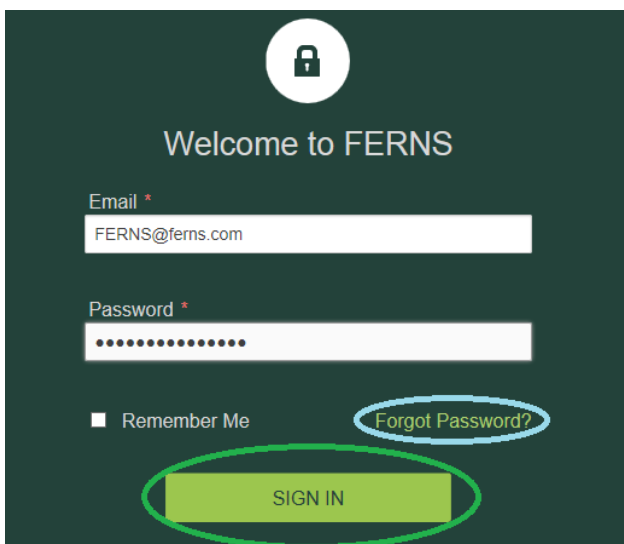 Welcome to FERNS
Email *
FERNS@ferns.com
Password *
•••••••••••••••
Remember Me Forgot Password?
SIGN IN